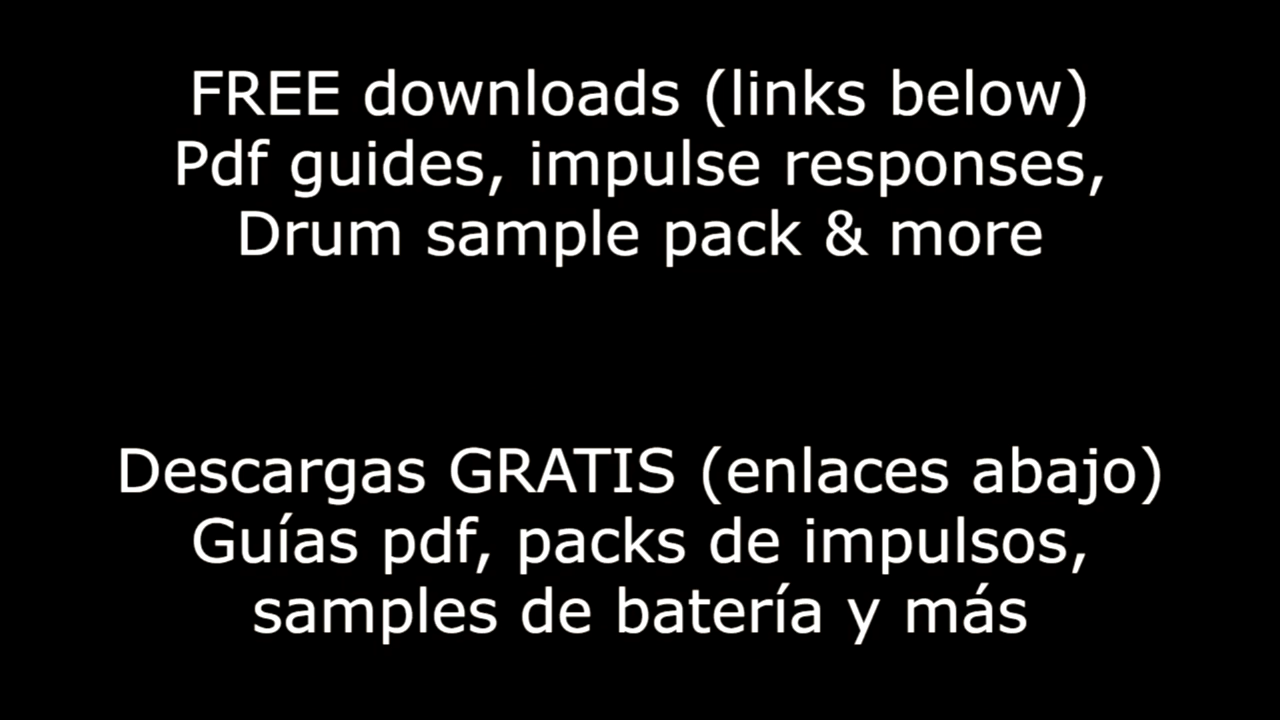 FREE downloads (links below)
Pdf guides, impulse responses,
Drum sample pack & more
Descargas GRATIS (enlaces abajo)
Guías pdf, packs de impulsos,
samples de batería y más